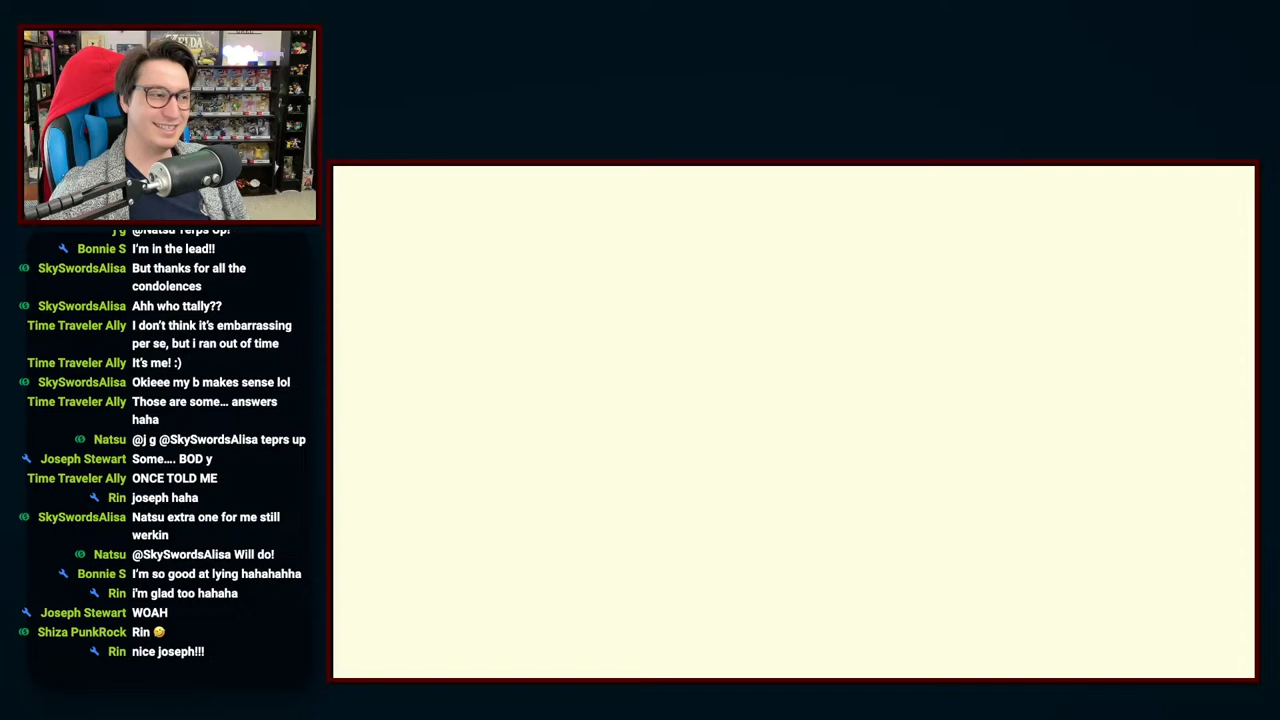 ZELDA
j g @Natsu Terps Up!
Bonnie S I'm in the lead!!
SkySwordsAlisa But thanks for all the
condolences
SkySwordsAlisa Ahh who ttally??
Time Traveler Ally I don't think it's embarrassing
per se, but i ran out of time
Time Traveler Ally It's me! :)
SkySwordsAlisa Okieee my b makes sense lol
Time Traveler Ally Those are some… answers
haha
Natsu @j g @SkySwordsAlisa teprs up
Joseph Stewart Some…. BOD y
Time Traveler Ally ONCE TOLD ME
Rin joseph haha
SkySwordsAlisa Natsu extra one for me still
werkin
Natsu @SkySwordsAlisa Will do!
Bonnie S I'm so good at lying hahahahha
Rin i'm glad too hahaha
Joseph Stewart WOAH
Shiza PunkRock Rin 🤣
Rin nice joseph!!!